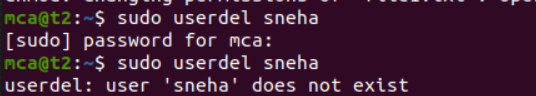 mca@t2:~$ sudo userdel sneha
[sudo] password for mca:
mca@t2:~$ sudo userdel sneha
userdel: user 'sneha' does not exist